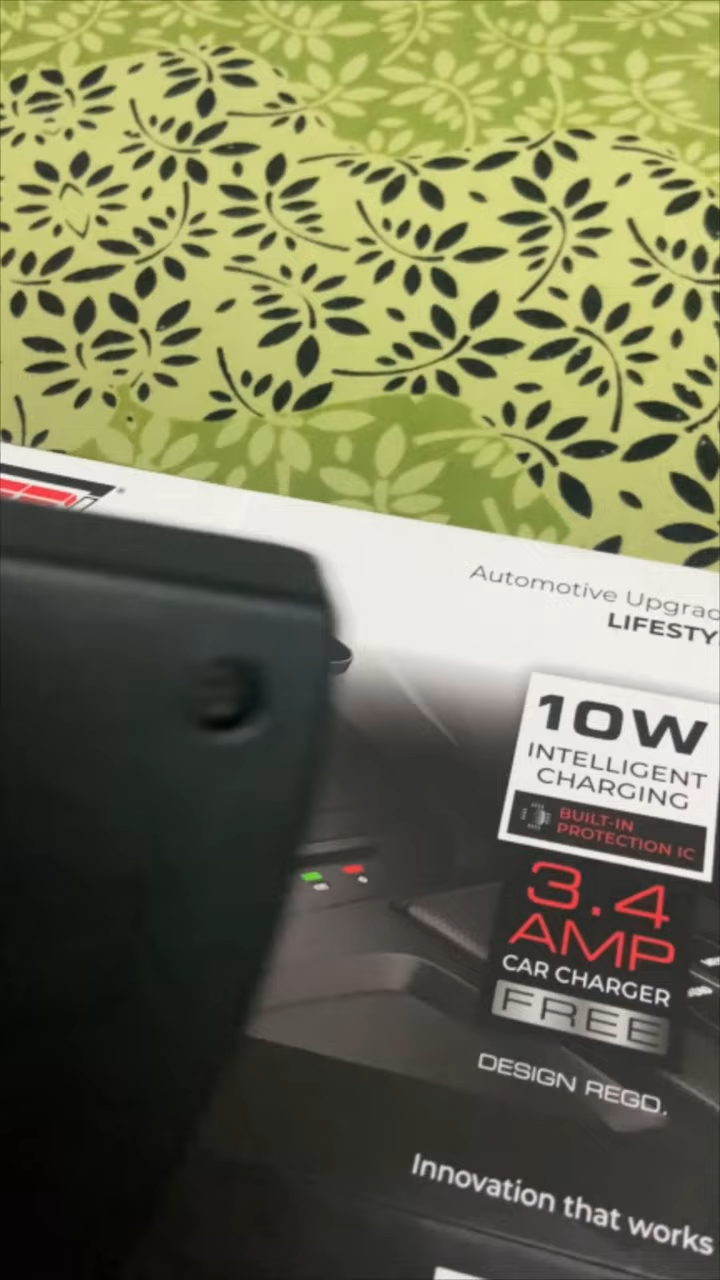 Automotive Upgrad
LIFESTY
10W
INTELLIGENT
CHARGING
BUILT-IN
PROTECTION IC
3.4
AMP
CAR CHARGER
FREE
DESIGN REGD.
Innovation that works